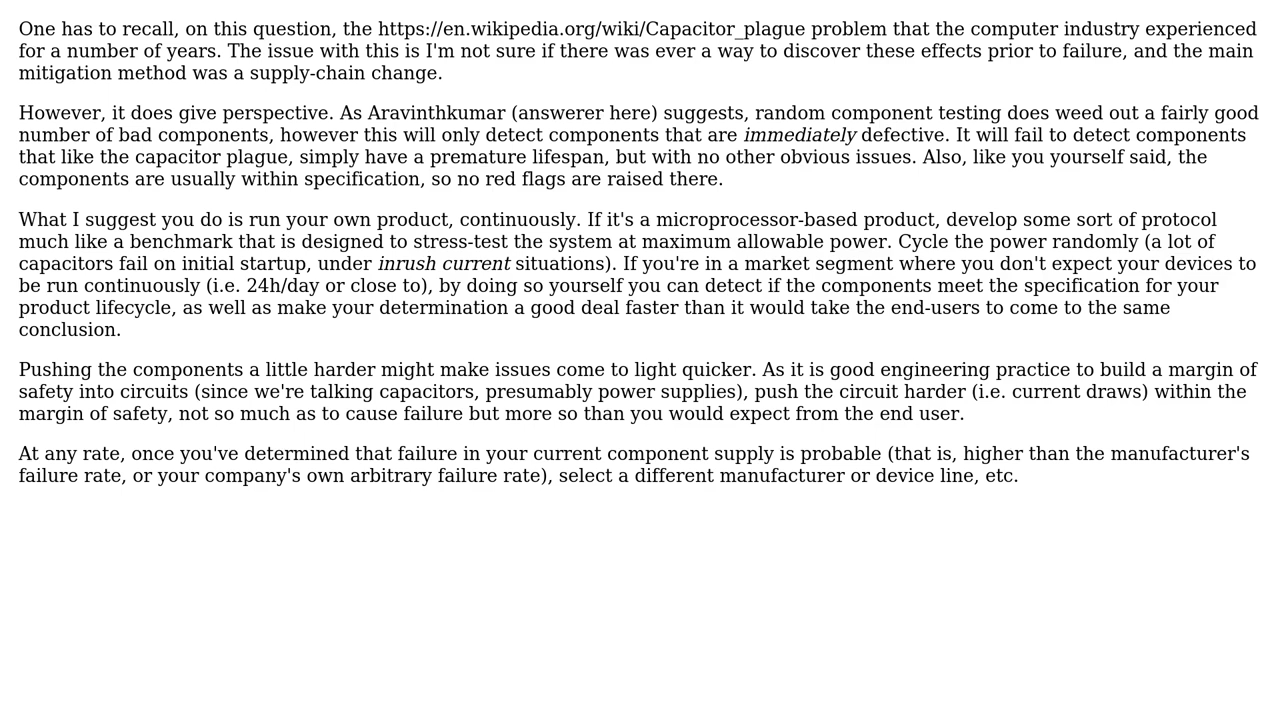 One has to recall, on this question, the https://en.wikipedia.org/wiki/Capacitor_plague problem that the computer industry experienced
for a number of years. The issue with this is I'm not sure if there was ever a way to discover these effects prior to failure, and the main
mitigation method was a supply-chain change.
However, it does give perspective. As Aravinthkumar (answerer here) suggests, random component testing does weed out a fairly good
number of bad components, however this will only detect components that are immediately defective. It will fail to detect components
that like the capacitor plague, simply have a premature lifespan, but with no other obvious issues. Also, like you yourself said, the
components are usually within specification, so no red flags are raised there.
What I suggest you do is run your own product, continuously. If it's a microprocessor-based product, develop some sort of protocol
much like a benchmark that is designed to stress-test the system at maximum allowable power. Cycle the power randomly (a lot of
capacitors fail on initial startup, under inrush current situations). If you're in a market segment where you don't expect your devices to
be run continuously (i.e. 24h/day or close to), by doing so yourself you can detect if the components meet the specification for your
product lifecycle, as well as make your determination a good deal faster than it would take the end-users to come to the same
conclusion.
Pushing the components a little harder might make issues come to light quicker. As it is good engineering practice to build a margin of
safety into circuits (since we're talking capacitors, presumably power supplies), push the circuit harder (i.e. current draws) within the
margin of safety, not so much as to cause failure but more so than you would expect from the end user.
At any rate, once you've determined that failure in your current component supply is probable (that is, higher than the manufacturer's
failure rate, or your company's own arbitrary failure rate), select a different manufacturer or device line, etc.